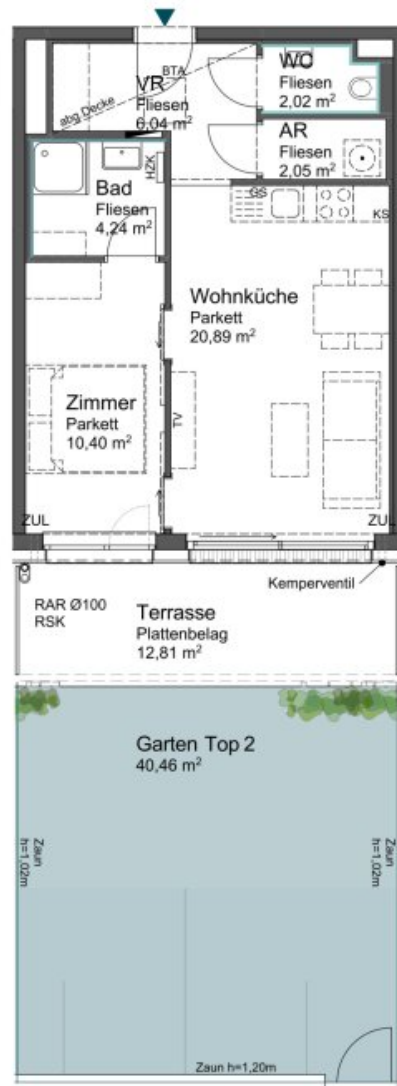 WC
Fliesen
2,02 m²
BTA
VR
Fliesen
6,04 m²
abg Decke
AR
Fliesen
2,05 m²
HZK
Bad
Fliesen
4,24 m²
GS
KS
Wohnküche
Parkett
20,89 m²
Zimmer
Parkett
10,40 m²
TV
ZUL
ZUL
Kemperventil
RAR Ø100
RSK
Terrasse
Plattenbelag
12,81 m²
Garten Top 2
40,46 m²
Zaun
h=1,02m
Zaun
h=1,02m
Zaun h=1,20m